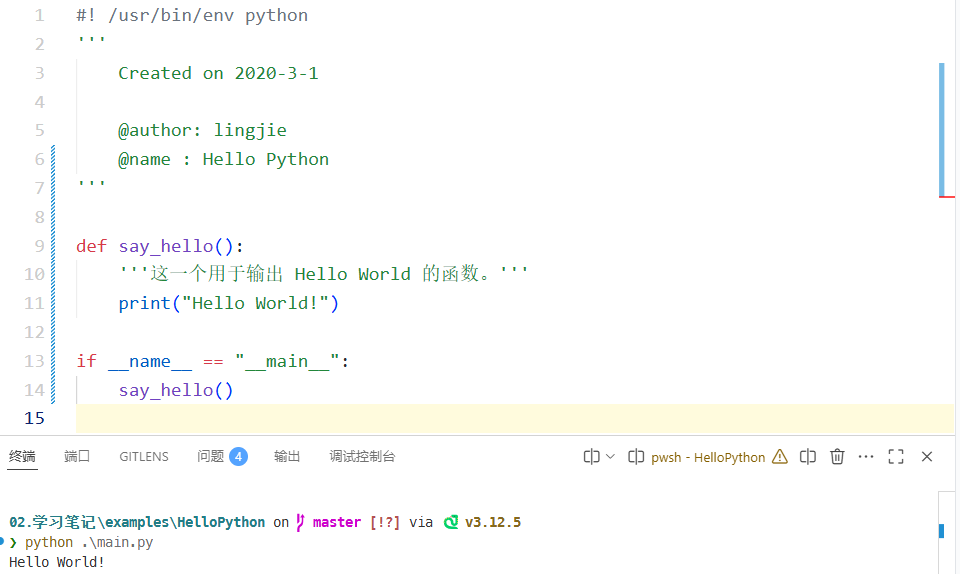 1 #! /usr/bin/env python
2 '''
3 Created on 2020-3-1
4
5 @author: lingjie
6 @name : Hello Python
7 '''
8
9 def say_hello():
10 '''这一个用于输出 Hello World 的函数。'''
11 print("Hello World!")
12
13 if __name__ == "__main__":
14 say_hello()
15
终端 端口 GITLENS 问题 4 输出 调试控制台 pwsh - HelloPython
02.学习笔记\examples\HelloPython on master [!?] via v3.12.5
❯ python .\main.py
Hello World!